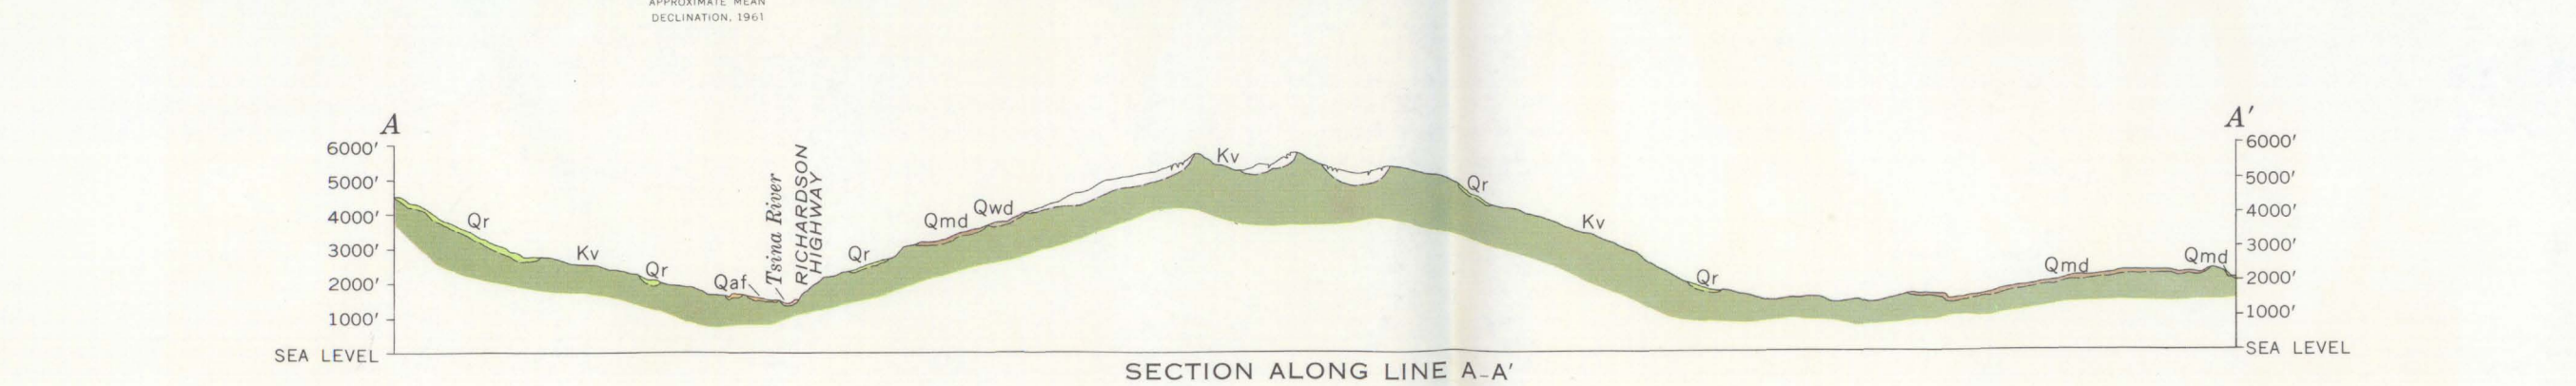 APPROXIMATE MEAN
DECLINATION, 1961
A
A′
6000′
5000′
4000′
3000′
2000′
1000′
SEA LEVEL
Qr
Kv
Qr
Qaf
Tsina River
RICHARDSON
HIGHWAY
Qr
Qmd
Qwd
Kv
Qr
Kv
Qr
Qmd
Qmd
6000′
5000′
4000′
3000′
2000′
1000′
SEA LEVEL
SECTION ALONG LINE A–A′